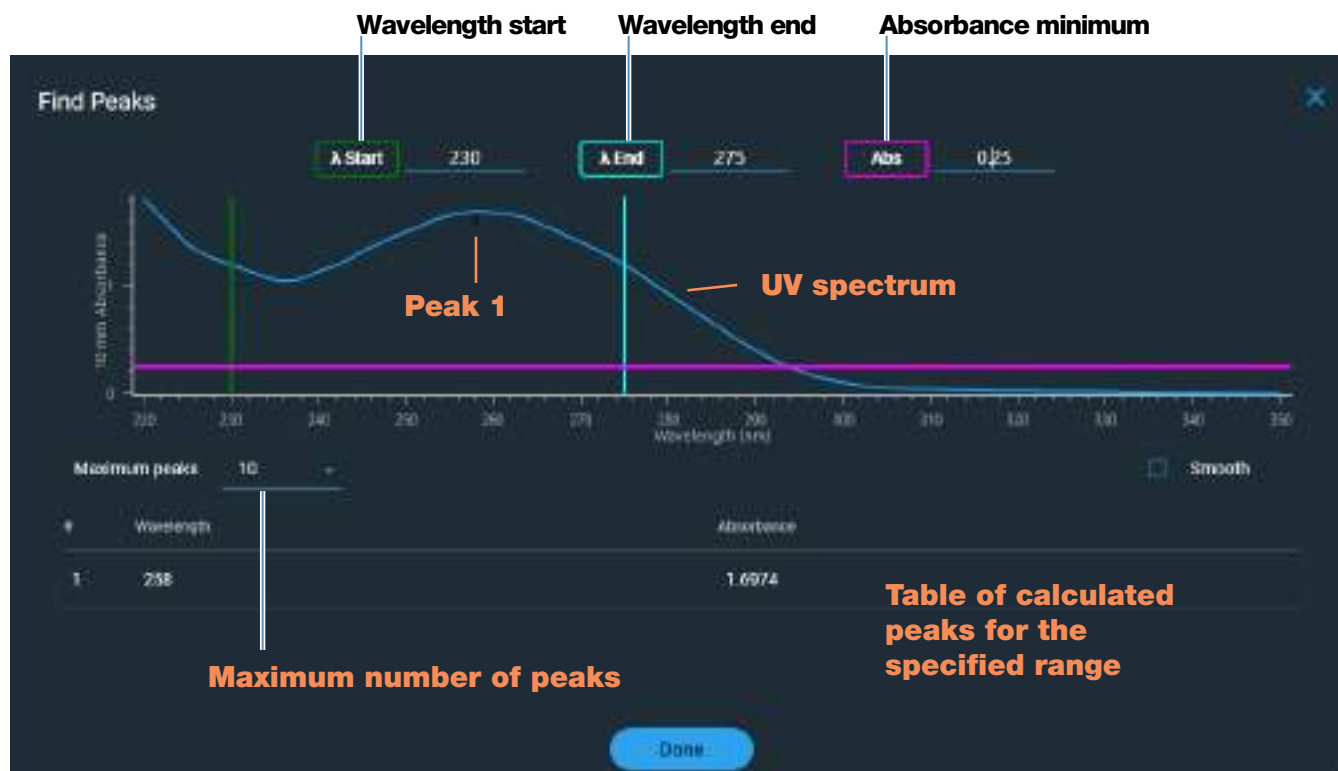 Wavelength start Wavelength end Absorbance minimum
Find Peaks
λ Start 230 λ End 275 Abs 0.25
10 mm Absorbance
1
0
Peak 1
UV spectrum
220 230 240 250 260 270 280 290 300 310 320 330 340 350
Wavelength (nm)
Maximum peaks 10 Smooth
# Wavelength Absorbance
1 258 1.6974
Table of calculated
peaks for the
specified range
Maximum number of peaks
Done